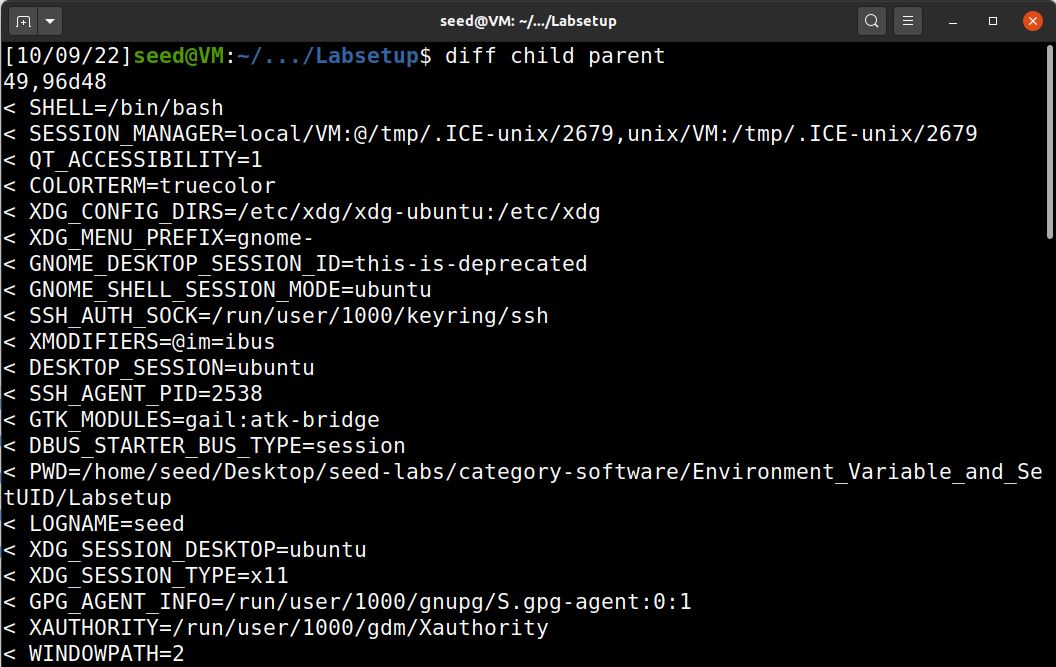 seed@VM: ~/.../Labsetup
[10/09/22]seed@VM:~/.../Labsetup$ diff child parent
49,96d48
< SHELL=/bin/bash
< SESSION_MANAGER=local/VM:@/tmp/.ICE-unix/2679,unix/VM:/tmp/.ICE-unix/2679
< QT_ACCESSIBILITY=1
< COLORTERM=truecolor
< XDG_CONFIG_DIRS=/etc/xdg/xdg-ubuntu:/etc/xdg
< XDG_MENU_PREFIX=gnome-
< GNOME_DESKTOP_SESSION_ID=this-is-deprecated
< GNOME_SHELL_SESSION_MODE=ubuntu
< SSH_AUTH_SOCK=/run/user/1000/keyring/ssh
< XMODIFIERS=@im=ibus
< DESKTOP_SESSION=ubuntu
< SSH_AGENT_PID=2538
< GTK_MODULES=gail:atk-bridge
< DBUS_STARTER_BUS_TYPE=session
< PWD=/home/seed/Desktop/seed-labs/category-software/Environment_Variable_and_Se
tUID/Labsetup
< LOGNAME=seed
< XDG_SESSION_DESKTOP=ubuntu
< XDG_SESSION_TYPE=x11
< GPG_AGENT_INFO=/run/user/1000/gnupg/S.gpg-agent:0:1
< XAUTHORITY=/run/user/1000/gdm/Xauthority
< WINDOWPATH=2